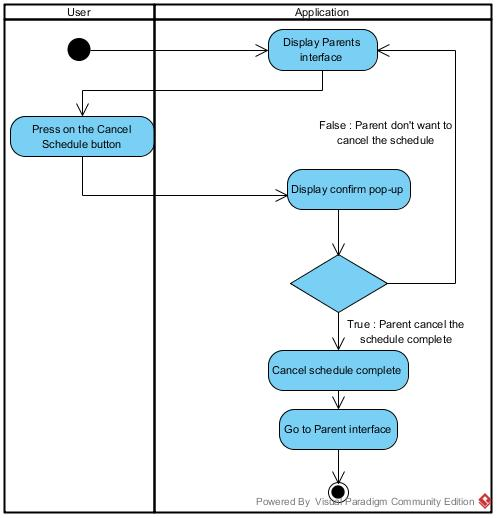 User
Application
Display Parents
interface
Press on the Cancel
Schedule button
False : Parent don't want to
cancel the schedule
Display confirm pop-up
True : Parent cancel the
schedule complete
Cancel schedule complete
Go to Parent interface
Powered By Visual Paradigm Community Edition